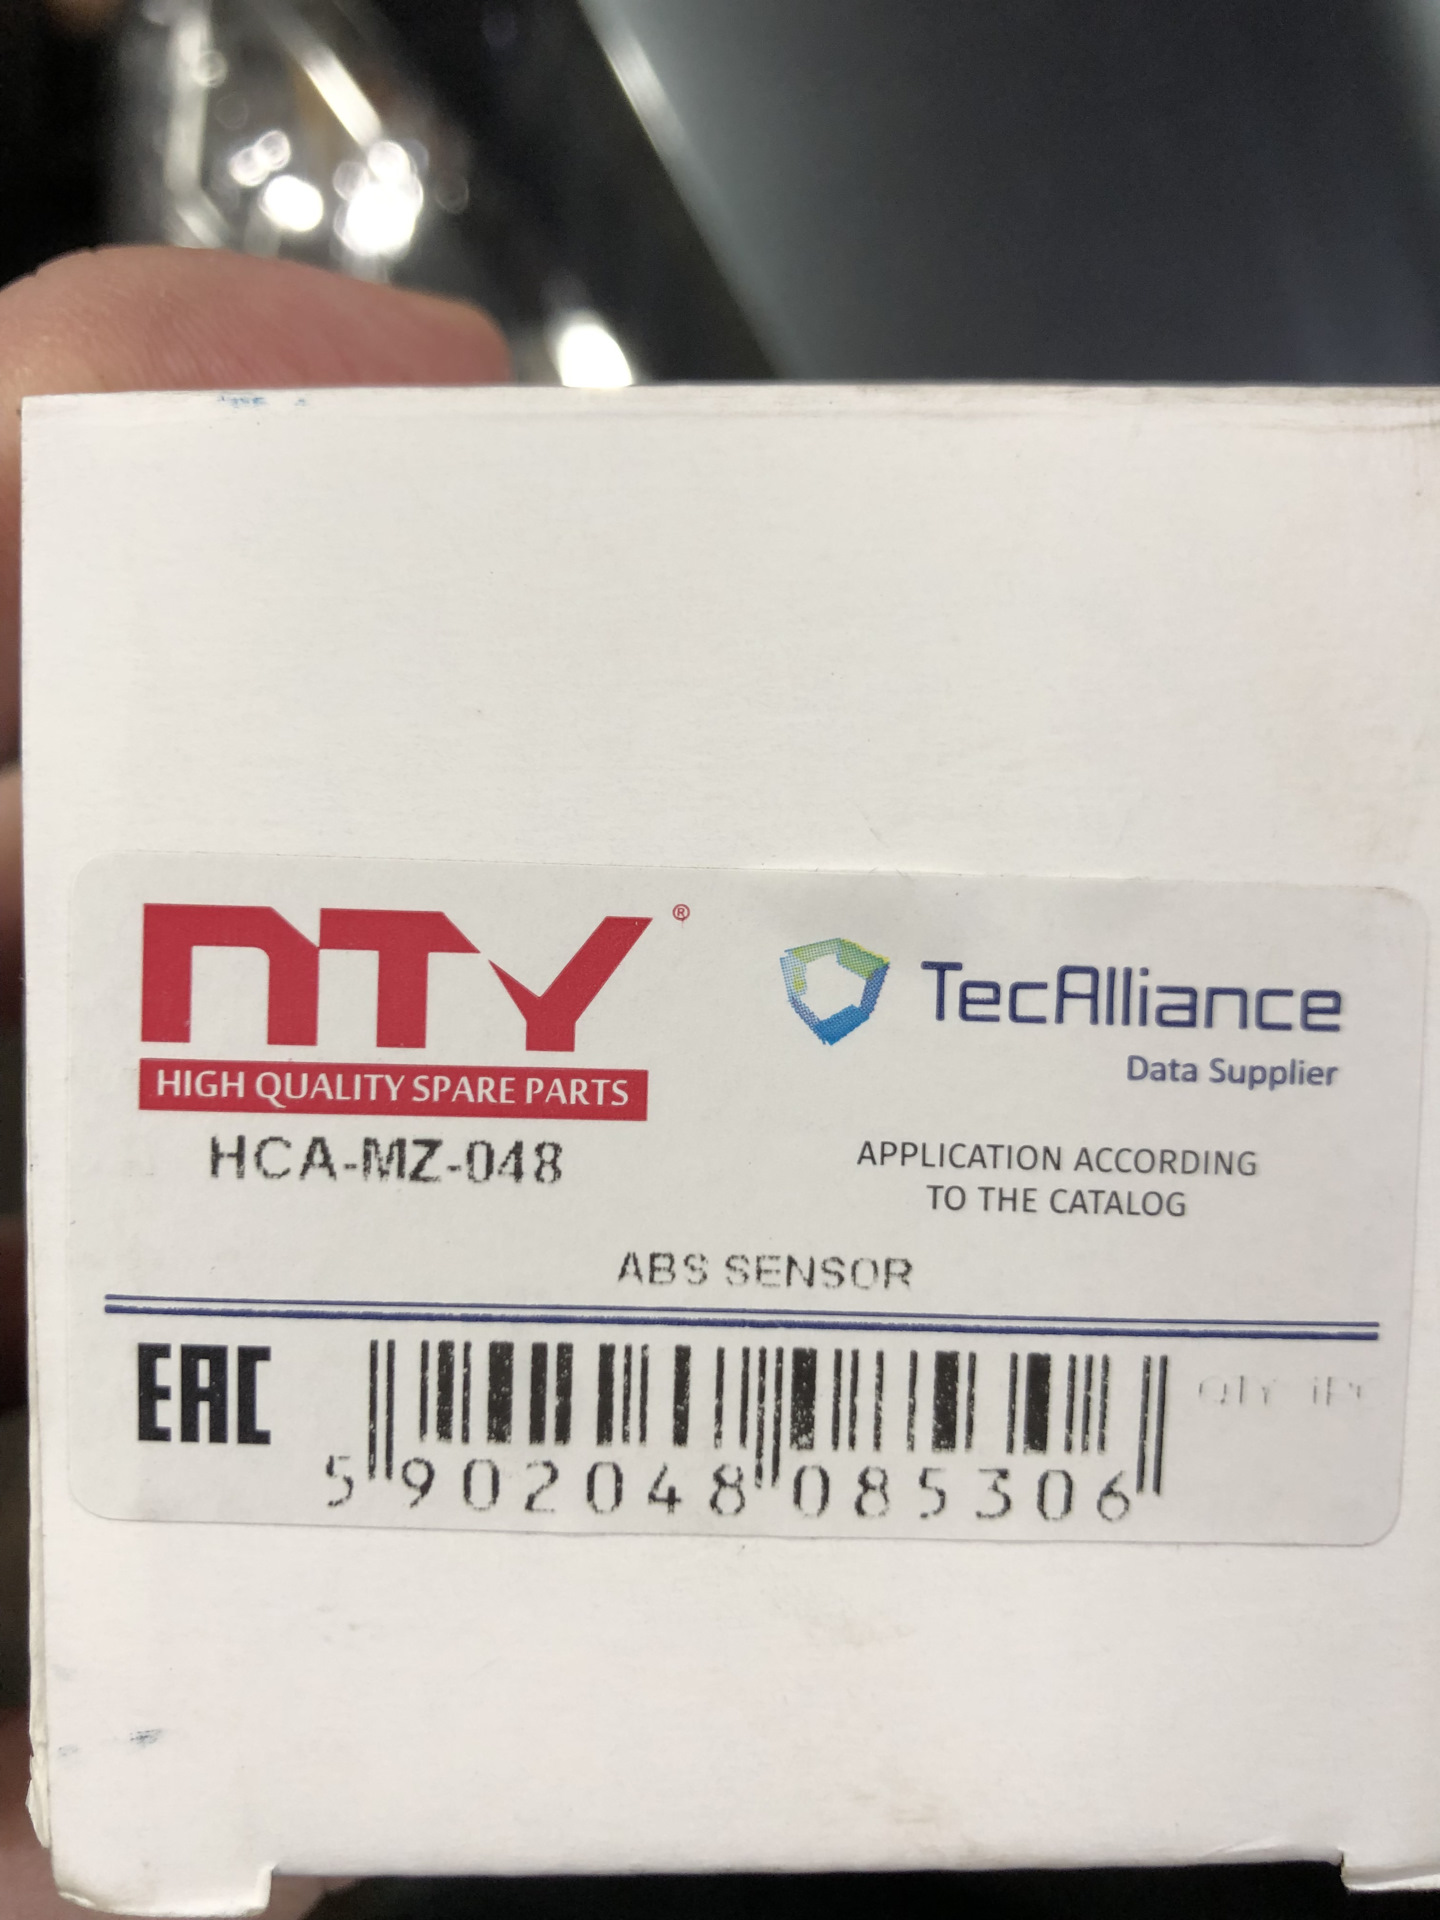 NTY®
HIGH QUALITY SPARE PARTS
HCA-MZ-048
TecAlliance
Data Supplier
APPLICATION ACCORDING
TO THE CATALOG
ABS SENSOR
EAC
5 902048 085306
QTY